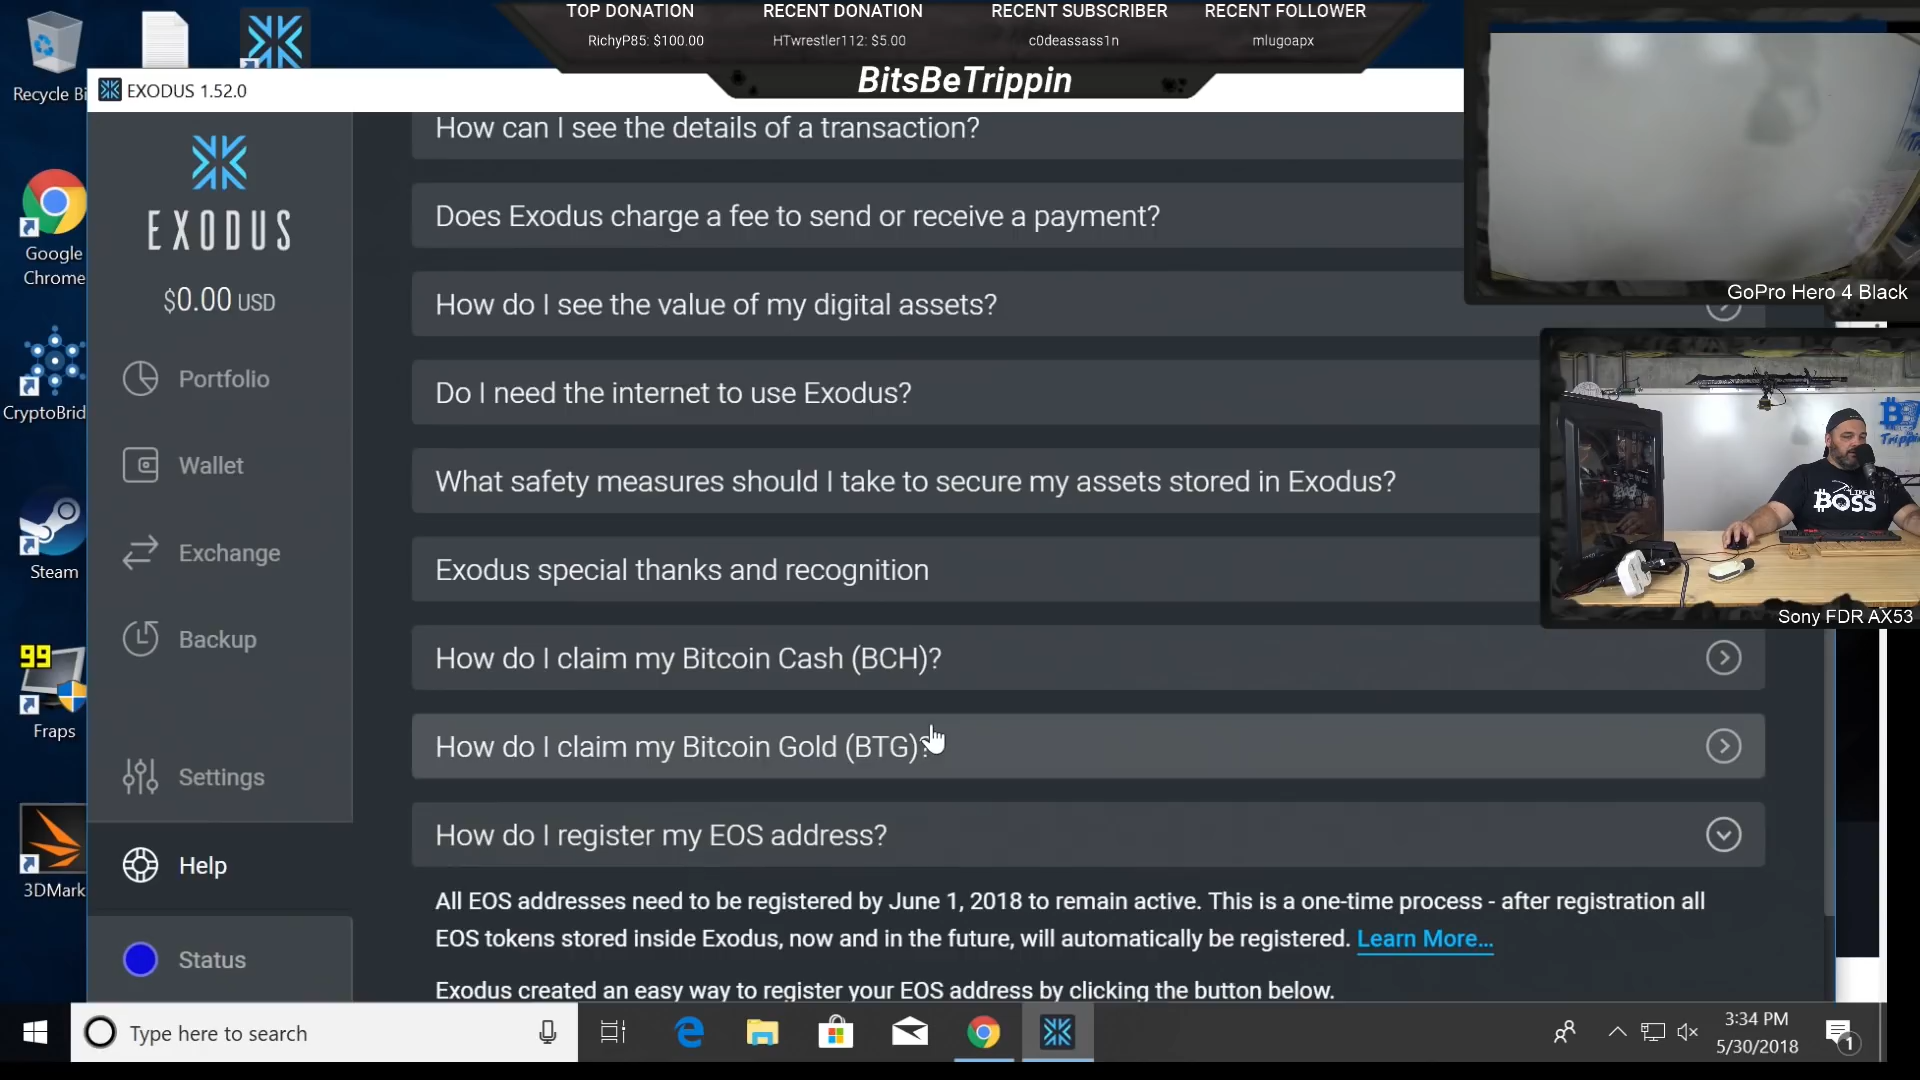 TOP DONATION
RECENT DONATION
RECENT SUBSCRIBER
RECENT FOLLOWER
RichyP85: $100.00
HTwrestler112: $5.00
c0deassass1n
mlugoapx
BitsBeTrippin
Recycle Bi
EXODUS 1.52.0
EXODUS
$0.00 USD
Portfolio
Wallet
Exchange
Backup
Settings
Help
Status
Google
Chrome
CryptoBrid
Steam
99
Fraps
3DMark
How can I see the details of a transaction?
Does Exodus charge a fee to send or receive a payment?
How do I see the value of my digital assets?
Do I need the internet to use Exodus?
What safety measures should I take to secure my assets stored in Exodus?
Exodus special thanks and recognition
How do I claim my Bitcoin Cash (BCH)?
How do I claim my Bitcoin Gold (BTG)?
How do I register my EOS address?
All EOS addresses need to be registered by June 1, 2018 to remain active. This is a one-time process - after registration all
EOS tokens stored inside Exodus, now and in the future, will automatically be registered. Learn More...
Exodus created an easy way to register your EOS address by clicking the button below.
GoPro Hero 4 Black
BOSS
Sony FDR AX53
Type here to search
3:34 PM
5/30/2018
1